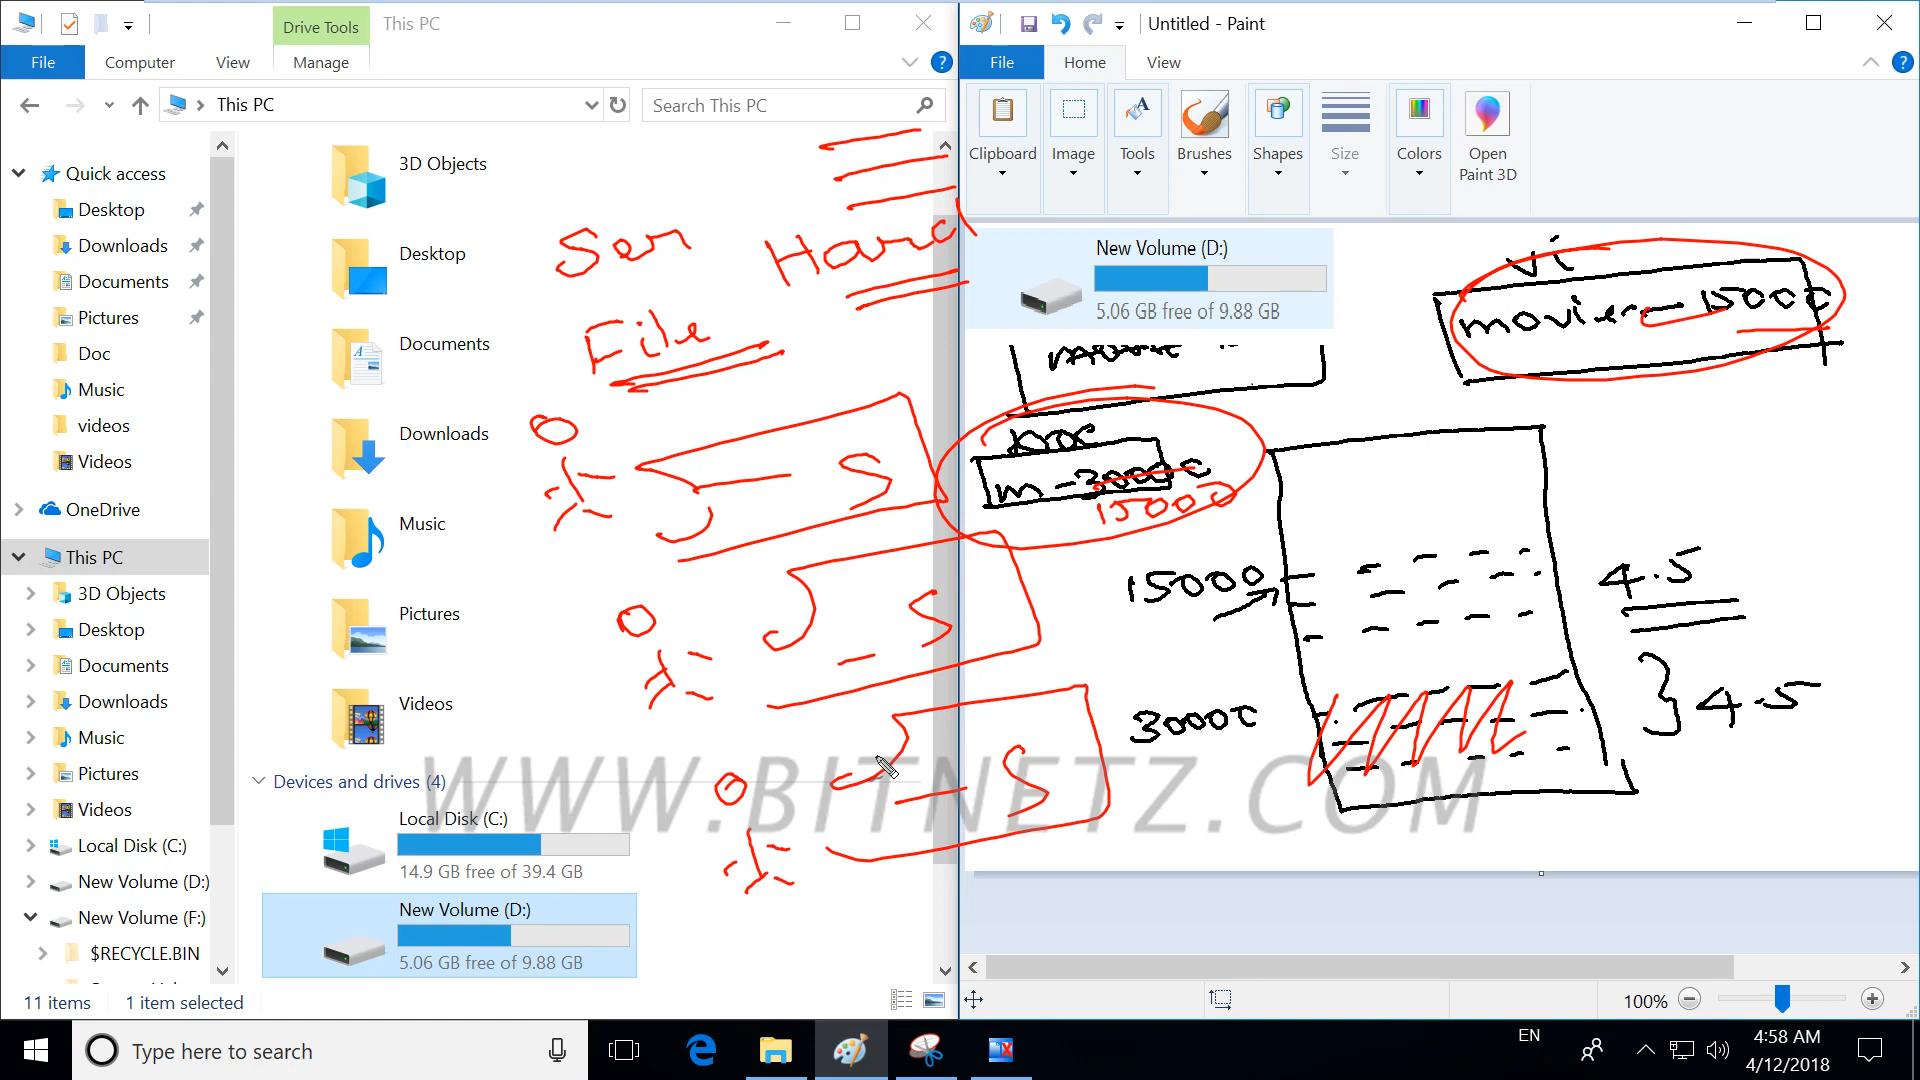 Drive Tools
This PC
File
Computer
View
Manage
This PC
Search This PC
Quick access
Desktop
Downloads
Documents
Pictures
Doc
Music
videos
Videos
OneDrive
This PC
3D Objects
Desktop
Documents
Downloads
Music
Pictures
Videos
Local Disk (C:)
New Volume (D:)
New Volume (F:)
$RECYCLE.BIN
3D Objects
Desktop
Documents
Downloads
Music
Pictures
Videos
Devices and drives (4)
Local Disk (C:)
14.9 GB free of 39.4 GB
New Volume (D:)
5.06 GB free of 9.88 GB
11 items
1 item selected
Ser
Hard
File
S
S
S
Untitled - Paint
File
Home
View
Clipboard
Image
Tools
Brushes
Shapes
Size
Colors
Open
Paint 3D
New Volume (D:)
5.06 GB free of 9.88 GB
vi
movie
15000
m - 30000
15000
15000
4.5
30000
4.5
WWW.BITNETZ.COM
100%
Type here to search
EN
4:58 AM
4/12/2018